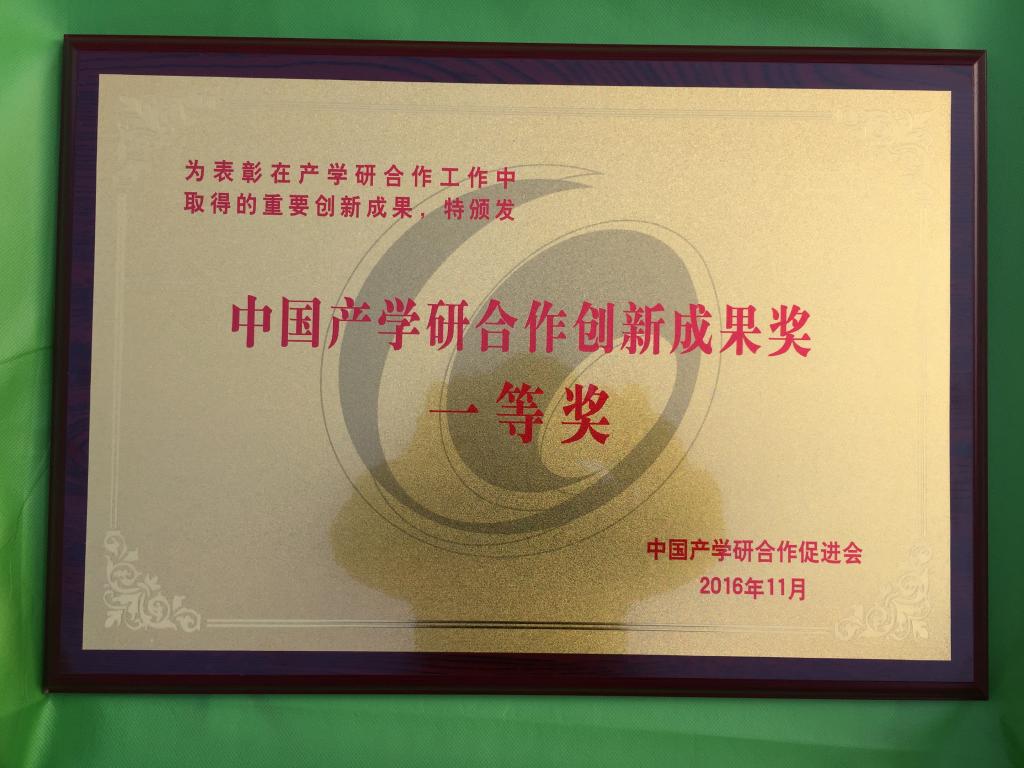 为表彰在产学研合作工作中
取得的重要创新成果，特颁发
中国产学研合作创新成果奖
一等奖
中国产学研合作促进会
2016年11月